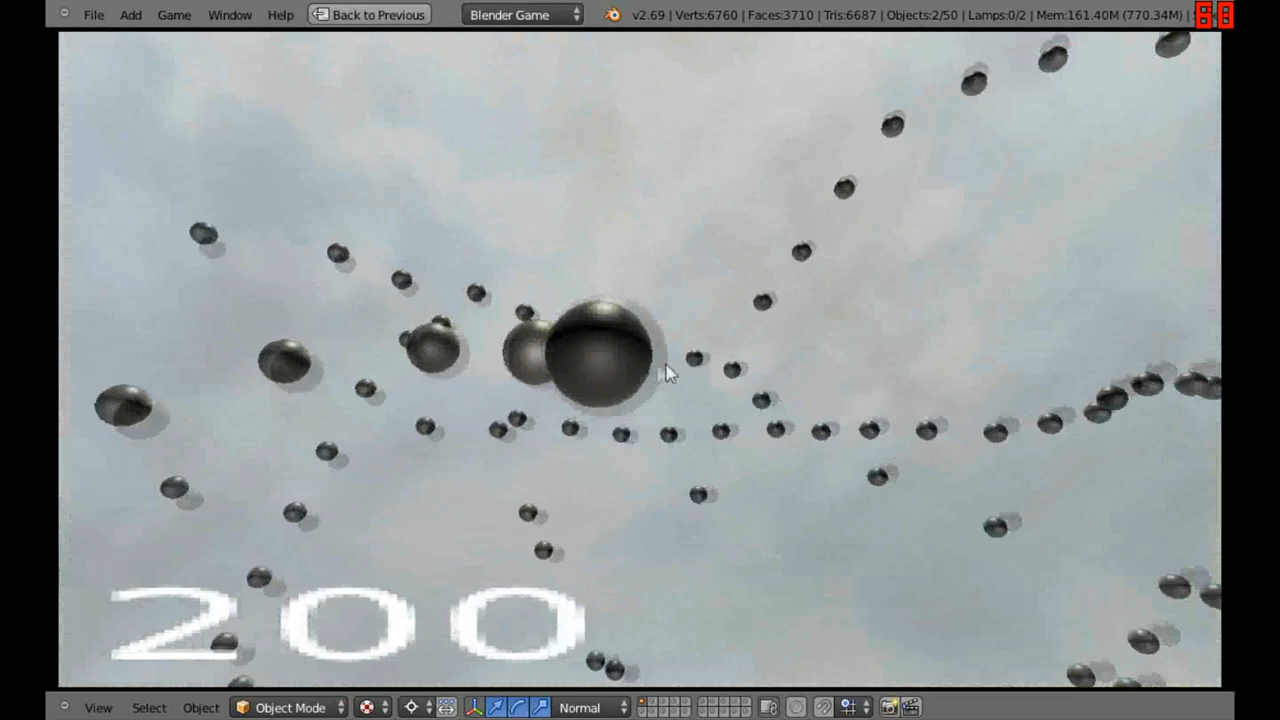 File Add Game Window Help Back to Previous Blender Game v2.69 | Verts:6760 | Faces:3710 | Tris:6687 | Objects:2/50 | Lamps:0/2 | Mem:161.40M (770.34M) | 60
200
View Select Object Object Mode Normal